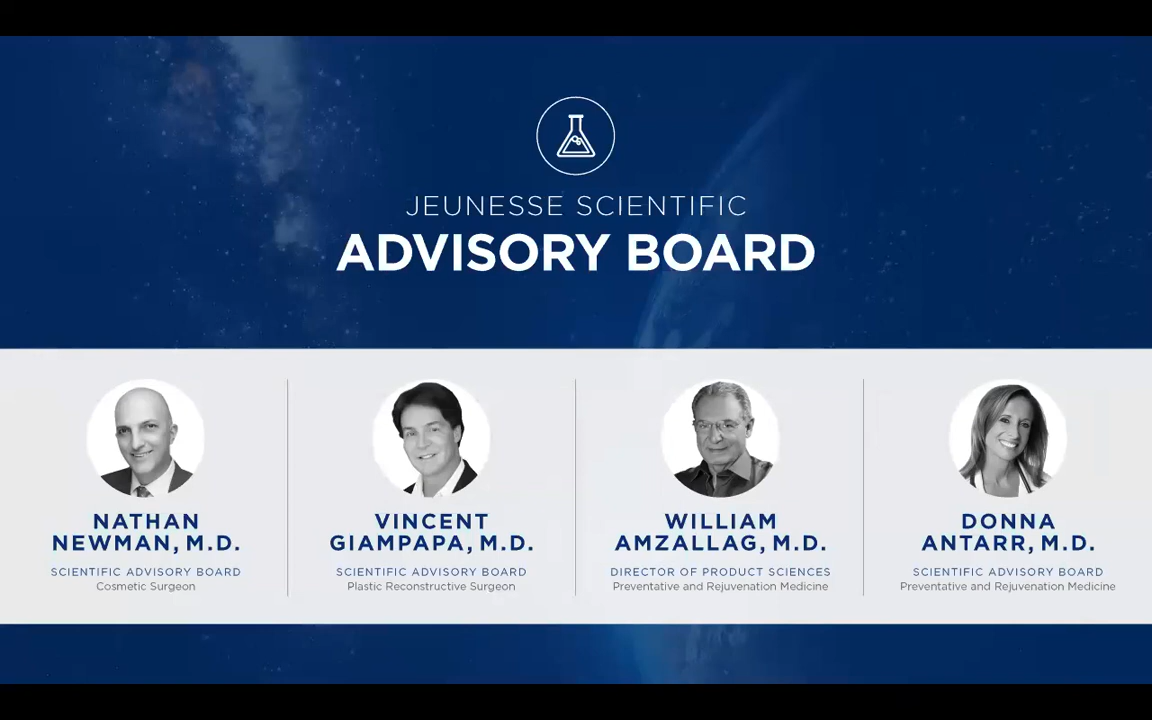 JEUNESSE SCIENTIFIC
ADVISORY BOARD
NATHAN
NEWMAN, M.D.
SCIENTIFIC ADVISORY BOARD
Cosmetic Surgeon
VINCENT
GIAMPAPA, M.D.
SCIENTIFIC ADVISORY BOARD
Plastic Reconstructive Surgeon
WILLIAM
AMZALLAG, M.D.
DIRECTOR OF PRODUCT SCIENCES
Preventative and Rejuvenation Medicine
DONNA
ANTARR, M.D.
SCIENTIFIC ADVISORY BOARD
Preventative and Rejuvenation Medicine